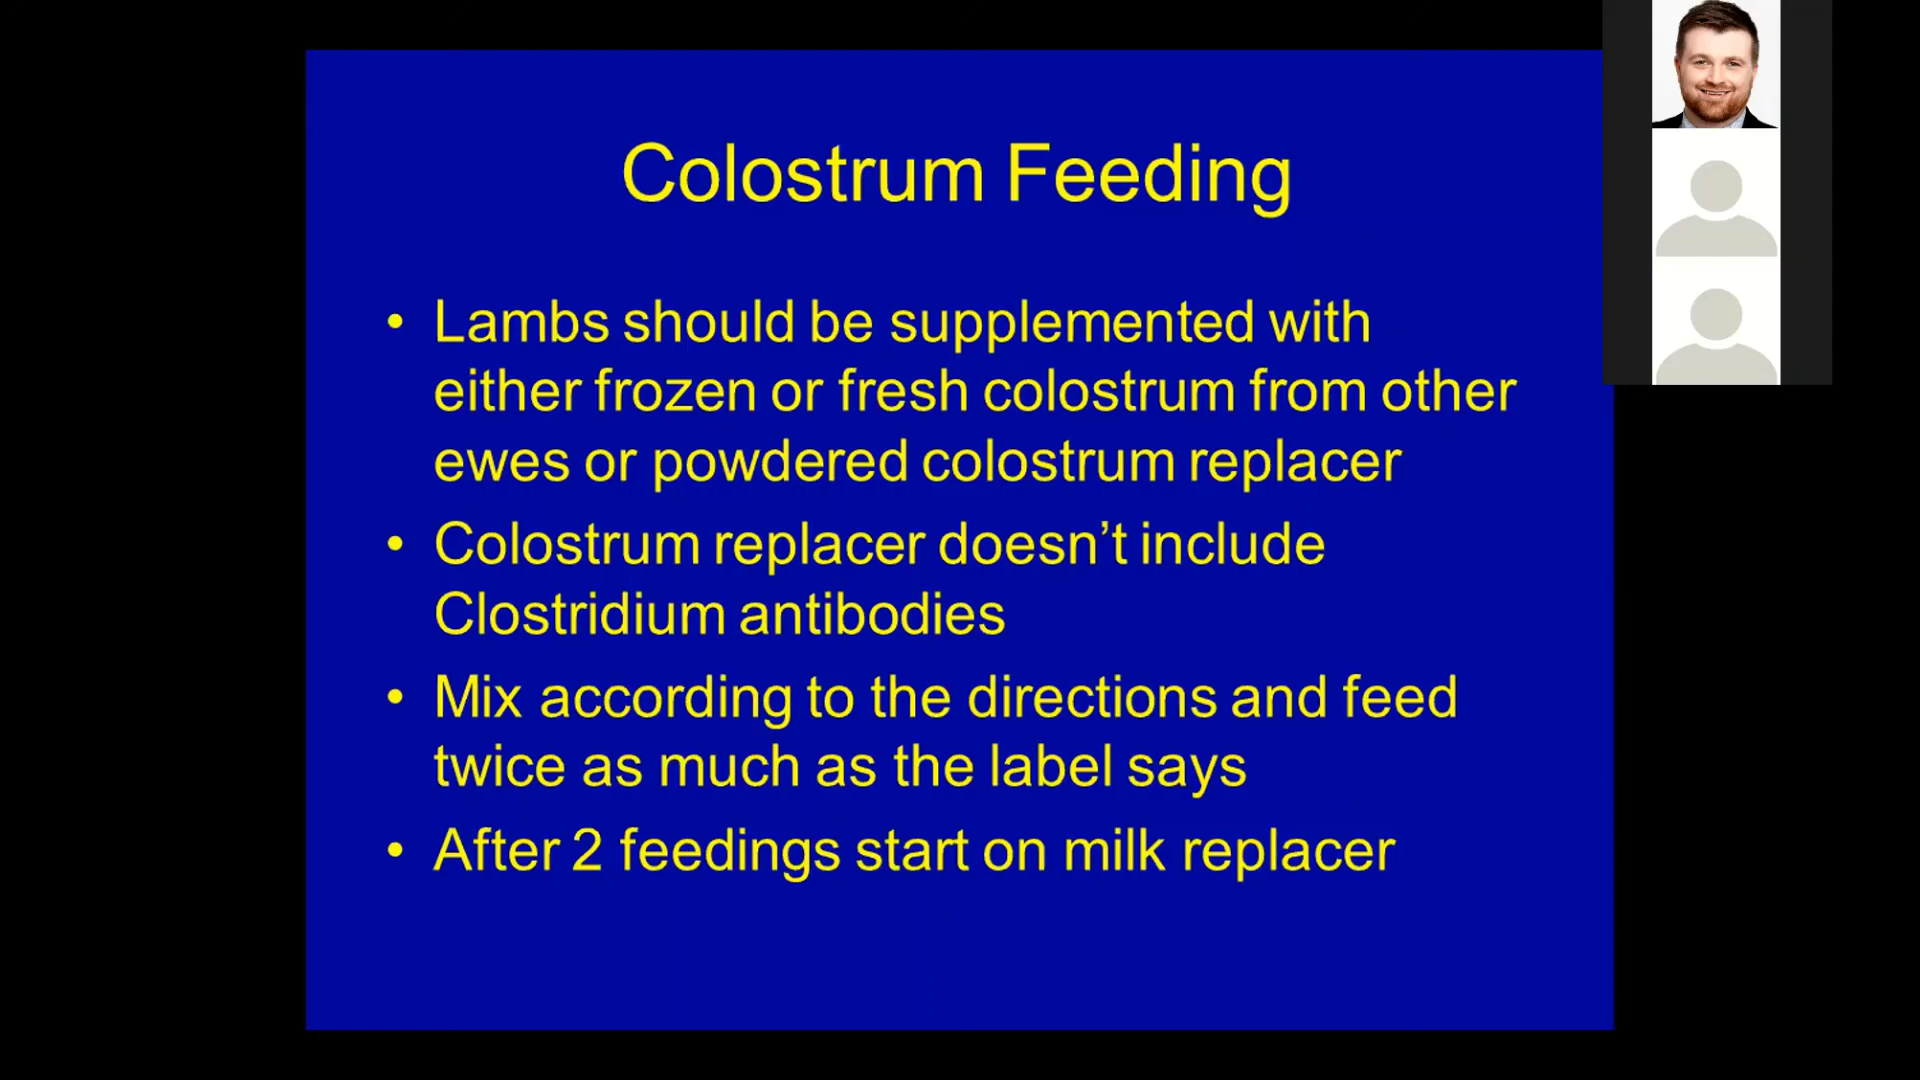 Colostrum Feeding
• Lambs should be supplemented with
either frozen or fresh colostrum from other
ewes or powdered colostrum replacer
• Colostrum replacer doesn’t include
Clostridium antibodies
• Mix according to the directions and feed
twice as much as the label says
• After 2 feedings start on milk replacer